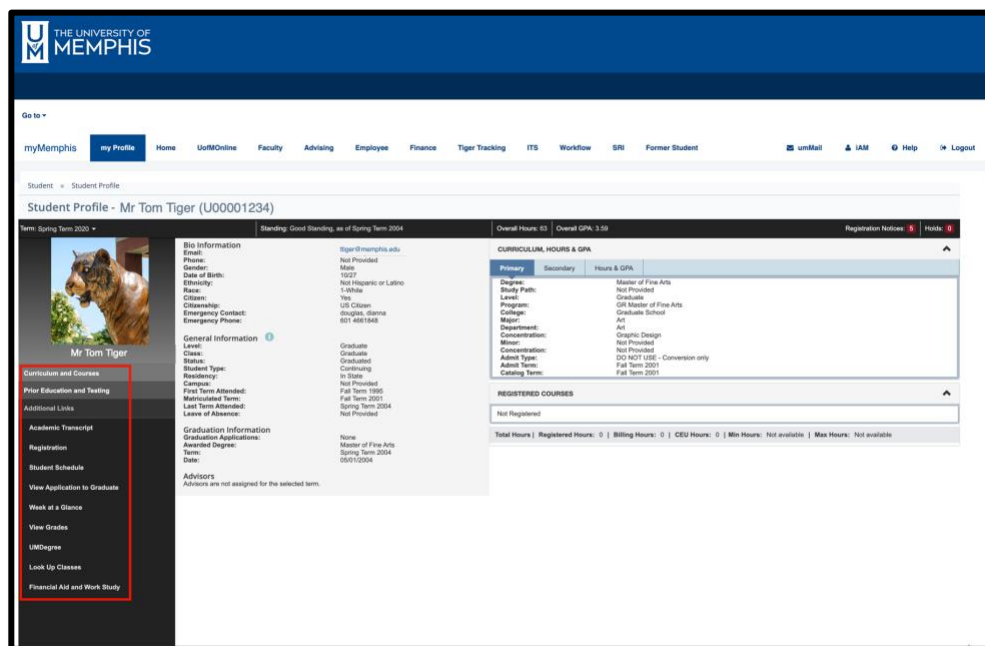 THE UNIVERSITY OF
MEMPHIS
Go to
myMemphis my Profile Home UofMOnline Faculty Advising Employee Finance Tiger Tracking ITS Workflow SRI Former Student umMail iAM Help Logout
Student » Student Profile
Student Profile - Mr Tom Tiger (U00001234)
Term: Spring Term 2020 Standing: Good Standing, as of Spring Term 2004 Overall Hours: 63 Overall GPA: 3.59 Registration Notices: 5 Holds: 0
Mr Tom Tiger
Curriculum and Courses
Prior Education and Testing
Additional Links
Academic Transcript
Registration
Student Schedule
View Application to Graduate
Week at a Glance
View Grades
UMDegree
Look Up Classes
Financial Aid and Work Study
Bio Information
Email: ttiger@memphis.edu
Phone: Not Provided
Gender: Male
Date of Birth: 10/27
Ethnicity: Not Hispanic or Latino
Race: 1-White
Citizen: Yes
Citizenship: US Citizen
Emergency Contact: douglas, dianna
Emergency Phone: 601 4661848
General Information
Level: Graduate
Class: Graduate
Status: Graduated
Student Type: Continuing
Residency: In State
Campus: Not Provided
First Term Attended: Fall Term 1995
Matriculated Term: Fall Term 2001
Last Term Attended: Spring Term 2004
Leave of Absence: Not Provided
Graduation Information
Graduation Applications: None
Awarded Degree: Master of Fine Arts
Term: Spring Term 2004
Date: 05/01/2004
Advisors
Advisors are not assigned for the selected term.
CURRICULUM, HOURS & GPA
Primary Secondary Hours & GPA
Degree: Master of Fine Arts
Study Path: Not Provided
Level: Graduate
Program: GR Master of Fine Arts
College: Graduate School
Major: Art
Department: Art
Concentration: Graphic Design
Minor: Not Provided
Concentration: Not Provided
Admit Type: DO NOT USE - Conversion only
Admit Term: Fall Term 2001
Catalog Term: Fall Term 2001
REGISTERED COURSES
Not Registered
Total Hours | Registered Hours: 0 | Billing Hours: 0 | CEU Hours: 0 | Min Hours: Not available | Max Hours: Not available